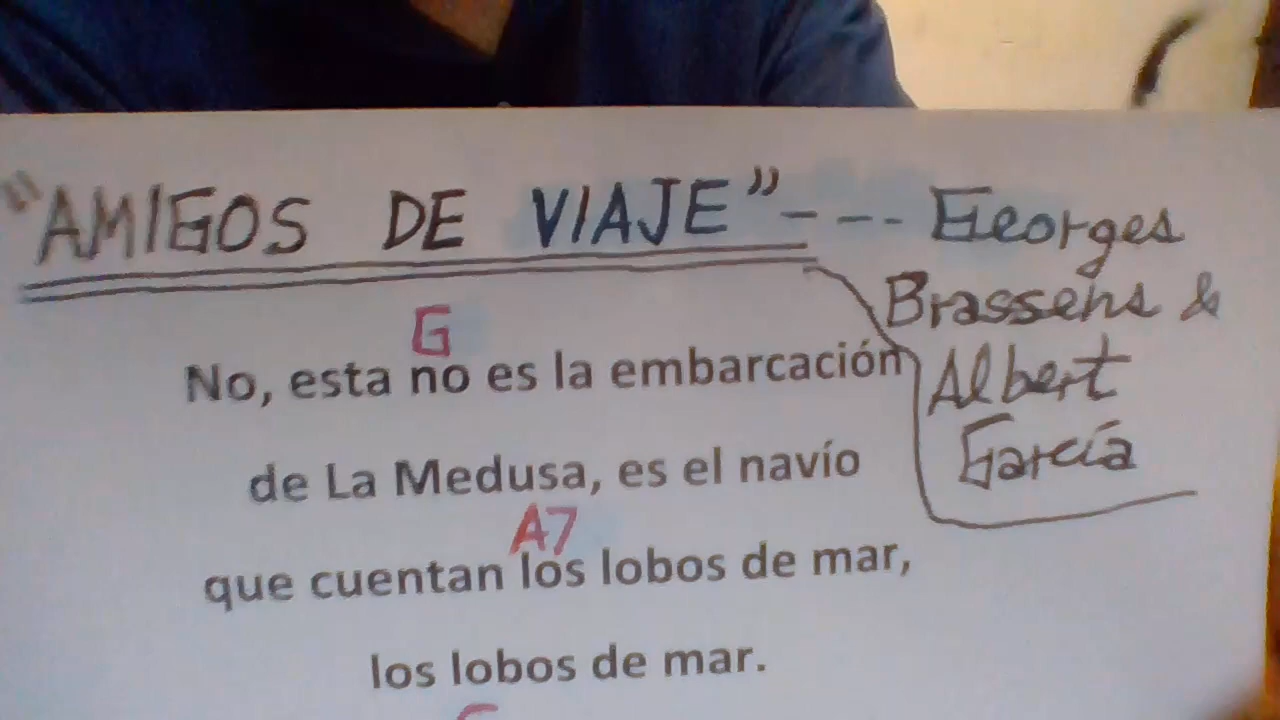 "AMIGOS DE VIAJE" --- Georges
Brassens &
Albert
García
G
No, esta no es la embarcación
de La Medusa, es el navío
A7
que cuentan los lobos de mar,
los lobos de mar.